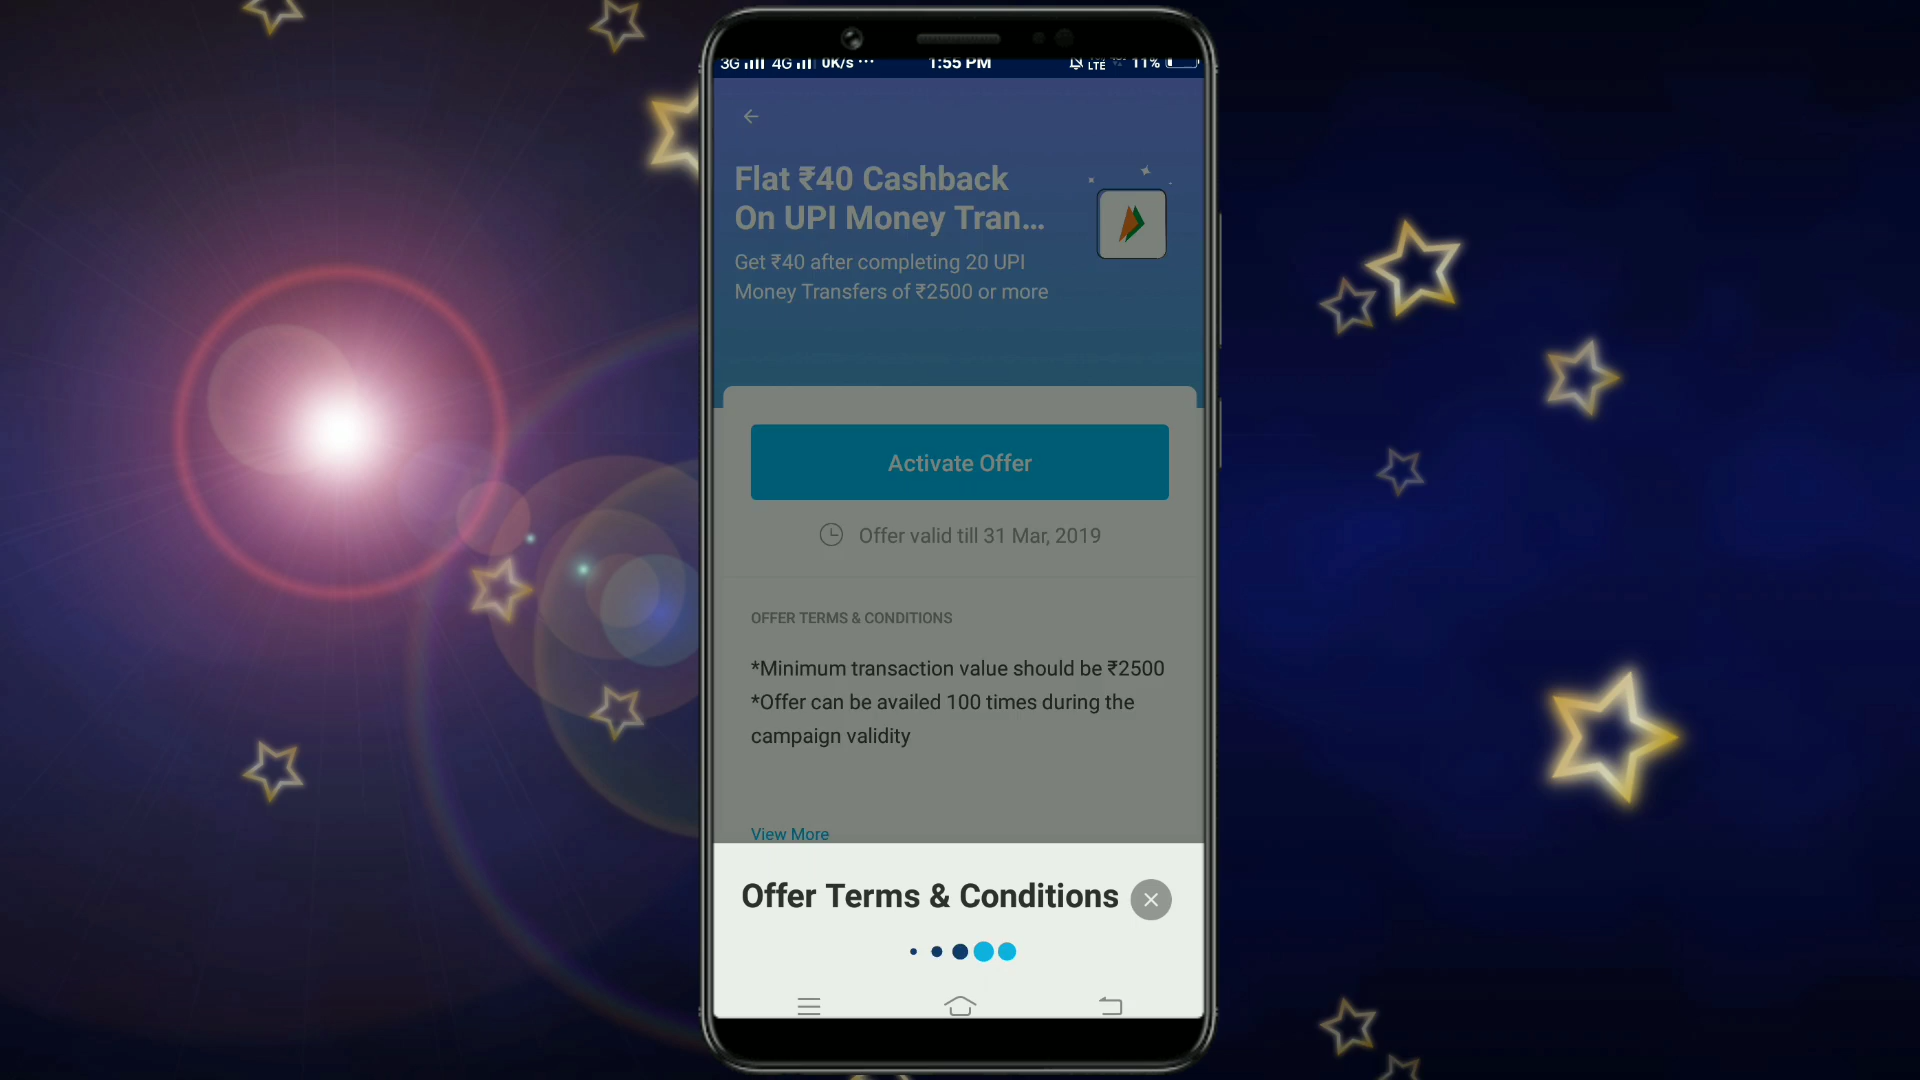 3G 4G 0K/s ... 1:55 PM LTE 11%
Flat ₹40 Cashback
On UPI Money Tran...
Get ₹40 after completing 20 UPI
Money Transfers of ₹2500 or more
Activate Offer
Offer valid till 31 Mar, 2019
OFFER TERMS & CONDITIONS
*Minimum transaction value should be ₹2500
*Offer can be availed 100 times during the
campaign validity
View More
Offer Terms & Conditions